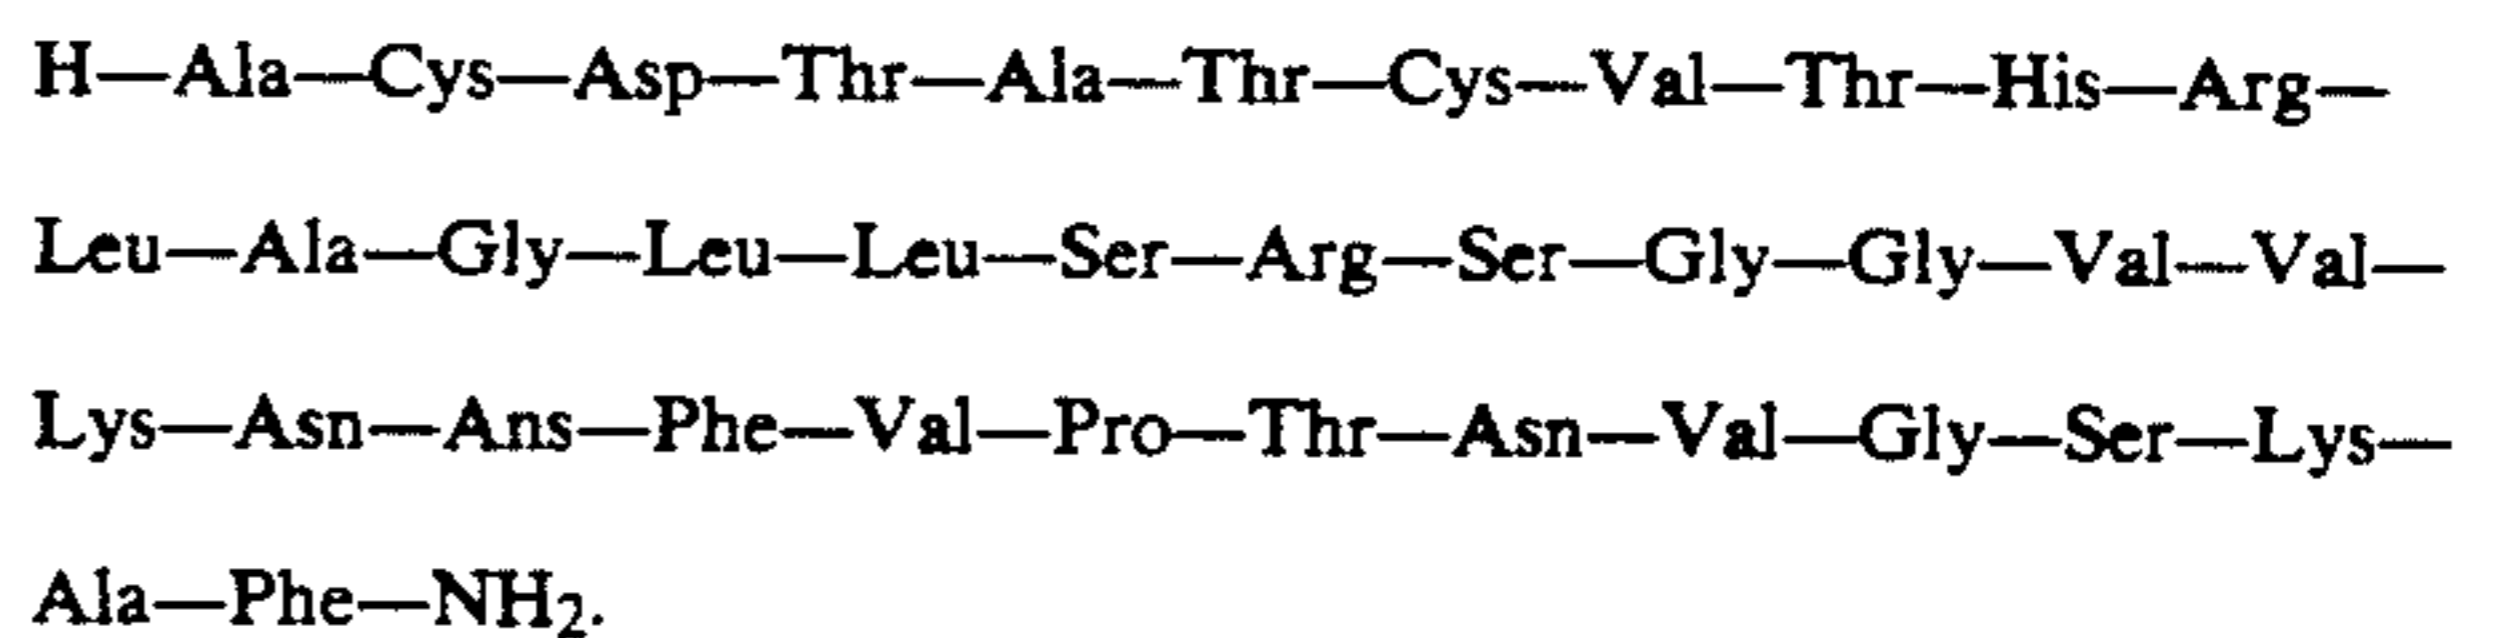 H—Ala—Cys—Asp—Thr—Ala—Thr—Cys—Val—Thr—His—Arg—
Leu—Ala—Gly—Leu—Leu—Ser—Arg—Ser—Gly—Gly—Val—Val—
Lys—Asn—Ans—Phe—Val—Pro—Thr—Asn—Val—Gly—Ser—Lys—
Ala—Phe—NH₂.